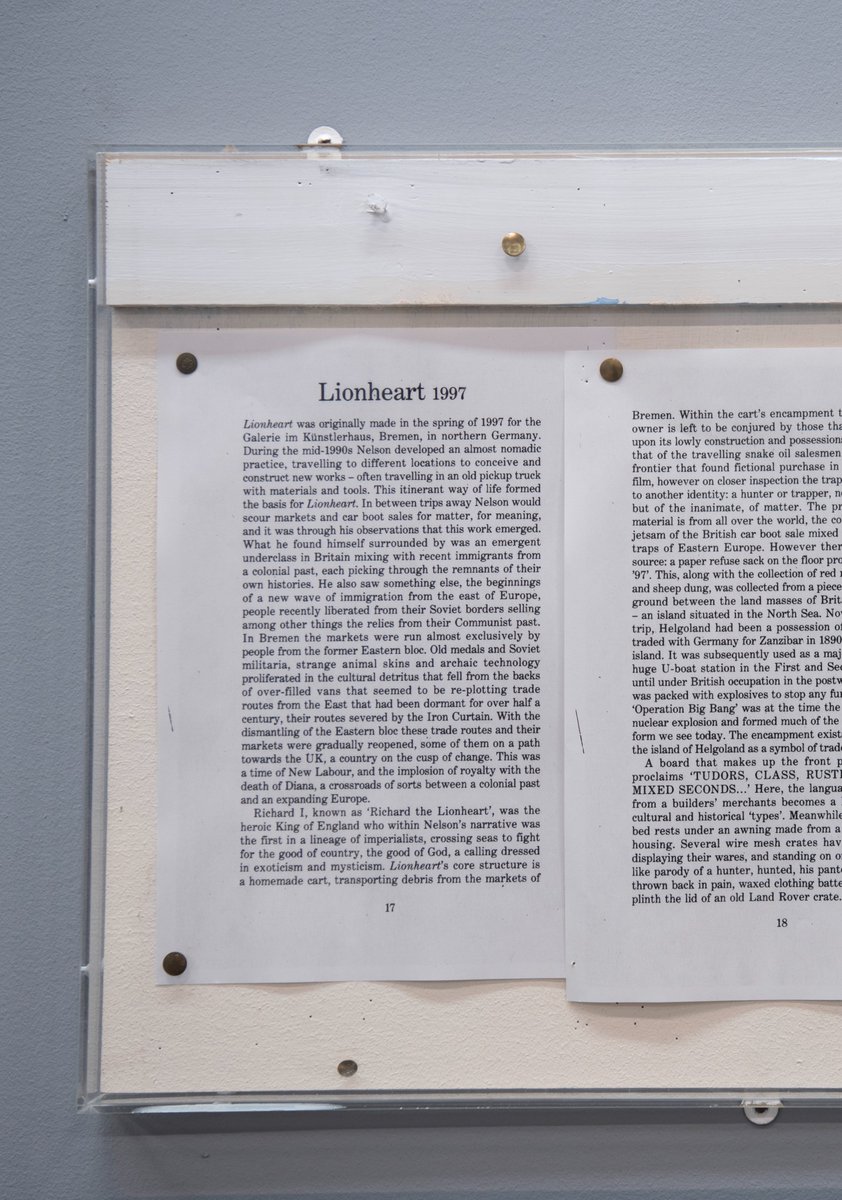 Lionheart 1997
Lionheart was originally made in the spring of 1997 for the
Galerie im Künstlerhaus, Bremen, in northern Germany.
During the mid-1990s Nelson developed an almost nomadic
practice, travelling to different locations to conceive and
construct new works – often travelling in an old pickup truck
with materials and tools. This itinerant way of life formed
the basis for Lionheart. In between trips away Nelson would
scour markets and car boot sales for matter, for meaning,
and it was through his observations that this work emerged.
What he found himself surrounded by was an emergent
underclass in Britain mixing with recent immigrants from
a colonial past, each picking through the remnants of their
own histories. He also saw something else, the beginnings
of a new wave of immigration from the east of Europe,
people recently liberated from their Soviet borders selling
among other things the relics from their Communist past.
In Bremen the markets were run almost exclusively by
people from the former Eastern bloc. Old medals and Soviet
militaria, strange animal skins and archaic technology
proliferated in the cultural detritus that fell from the backs
of over-filled vans that seemed to be re-plotting trade
routes from the East that had been dormant for over half a
century, their routes severed by the Iron Curtain. With the
dismantling of the Eastern bloc these trade routes and their
markets were gradually reopened, some of them on a path
towards the UK, a country on the cusp of change. This was
a time of New Labour, and the implosion of royalty with the
death of Diana, a crossroads of sorts between a colonial past
and an expanding Europe.
Richard I, known as ‘Richard the Lionheart’, was the
heroic King of England who within Nelson’s narrative was
the first in a lineage of imperialists, crossing seas to fight
for the good of country, the good of God, a calling dressed
in exoticism and mysticism. Lionheart’s core structure is
a homemade cart, transporting debris from the markets of
17
Bremen. Within the cart’s encampment
owner is left to be conjured by those
upon its lowly construction and
that of the travelling snake oil salesmen
frontier that found fictional purchase in
film, however on closer inspection the
to another identity: a hunter or trapper,
but of the inanimate, of matter. The
material is from all over the world, the
jetsam of the British car boot sale mixed
traps of Eastern Europe. However
source: a paper refuse sack on the floor
’97’. This, along with the collection of red
and sheep dung, was collected from a
ground between the land masses of
– an island situated in the North Sea.
trip, Helgoland had been a possession
traded with Germany for Zanzibar in 1890
island. It was subsequently used as a
huge U-boat station in the First and
until under British occupation in the
was packed with explosives to stop any
‘Operation Big Bang’ was at the time the
nuclear explosion and formed much of the
form we see today. The encampment
the island of Helgoland as a symbol of
A board that makes up the front
proclaims ‘TUDORS, CLASS,
MIXED SECONDS...’ Here, the
from a builders’ merchants becomes a
cultural and historical ‘types’. Meanwhile
bed rests under an awning made from a
housing. Several wire mesh crates
displaying their wares, and standing on
like parody of a hunter, hunted, his
thrown back in pain, waxed clothing
plinth the lid of an old Land Rover crate.
18